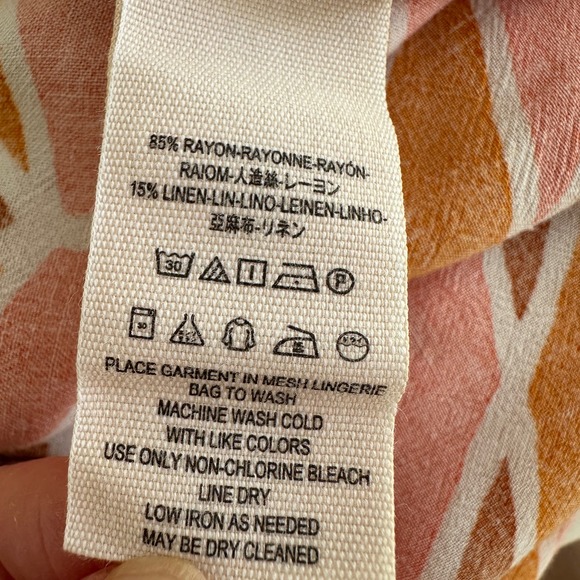 85% RAYON-RAYONNE-RAYÓN-
RAIOM-人造絲-レーヨン
15% LINEN-LIN-LINO-LEINEN-LINHO-
亞麻布-リネン
30 P
30
PLACE GARMENT IN MESH LINGERIE
BAG TO WASH
MACHINE WASH COLD
WITH LIKE COLORS
USE ONLY NON-CHLORINE BLEACH
LINE DRY
LOW IRON AS NEEDED
MAY BE DRY CLEANED